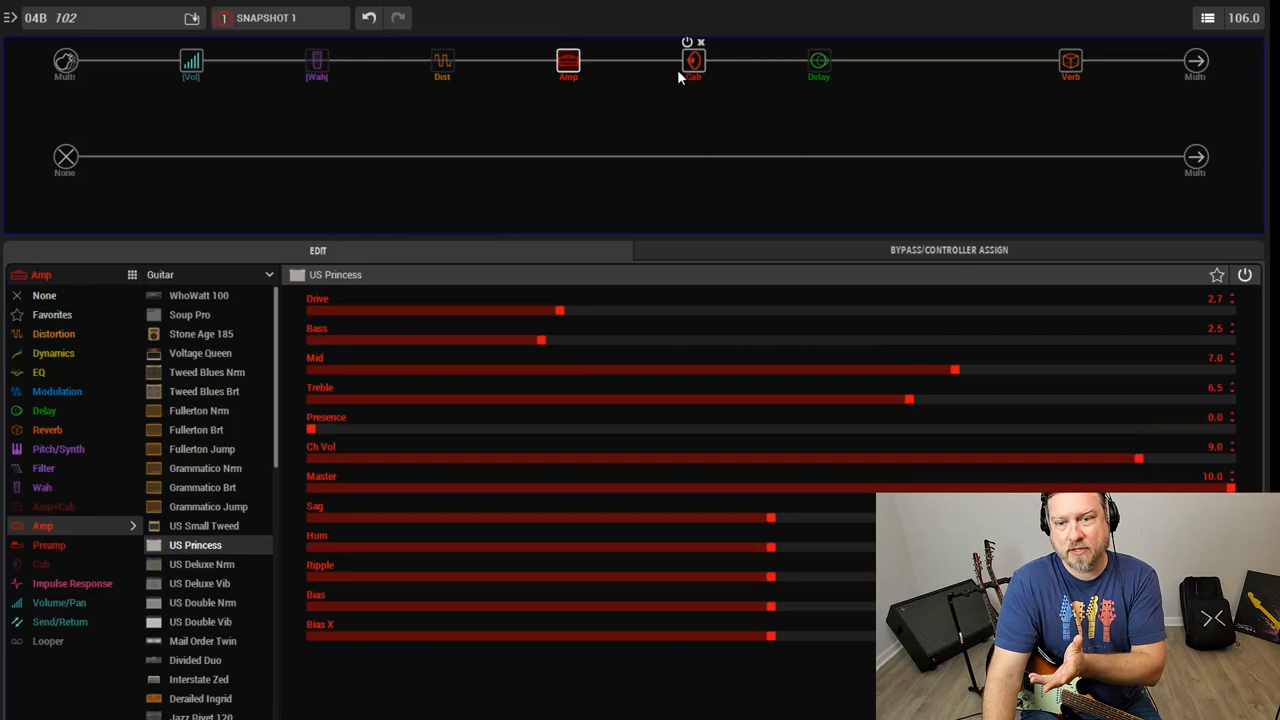 04B 102
1 SNAPSHOT 1
106.0
Multi
[Vol]
[Wah]
Dist
Amp
Cab
Delay
Verb
Multi
None
Multi
EDIT
BYPASS/CONTROLLER ASSIGN
Amp
Guitar
US Princess
None
Favorites
Distortion
Dynamics
EQ
Modulation
Delay
Reverb
Pitch/Synth
Filter
Wah
Amp+Cab
Amp
Preamp
Cab
Impulse Response
Volume/Pan
Send/Return
Looper
WhoWatt 100
Soup Pro
Stone Age 185
Voltage Queen
Tweed Blues Nrm
Tweed Blues Brt
Fullerton Nrm
Fullerton Brt
Fullerton Jump
Grammatico Nrm
Grammatico Brt
Grammatico Jump
US Small Tweed
US Princess
US Deluxe Nrm
US Deluxe Vib
US Double Nrm
US Double Vib
Mail Order Twin
Divided Duo
Interstate Zed
Derailed Ingrid
Jazz Rivet 120
Drive 2.7
Bass 2.5
Mid 7.0
Treble 6.5
Presence 0.0
Ch Vol 9.0
Master 10.0
Sag
Hum
Ripple
Bias
Bias X